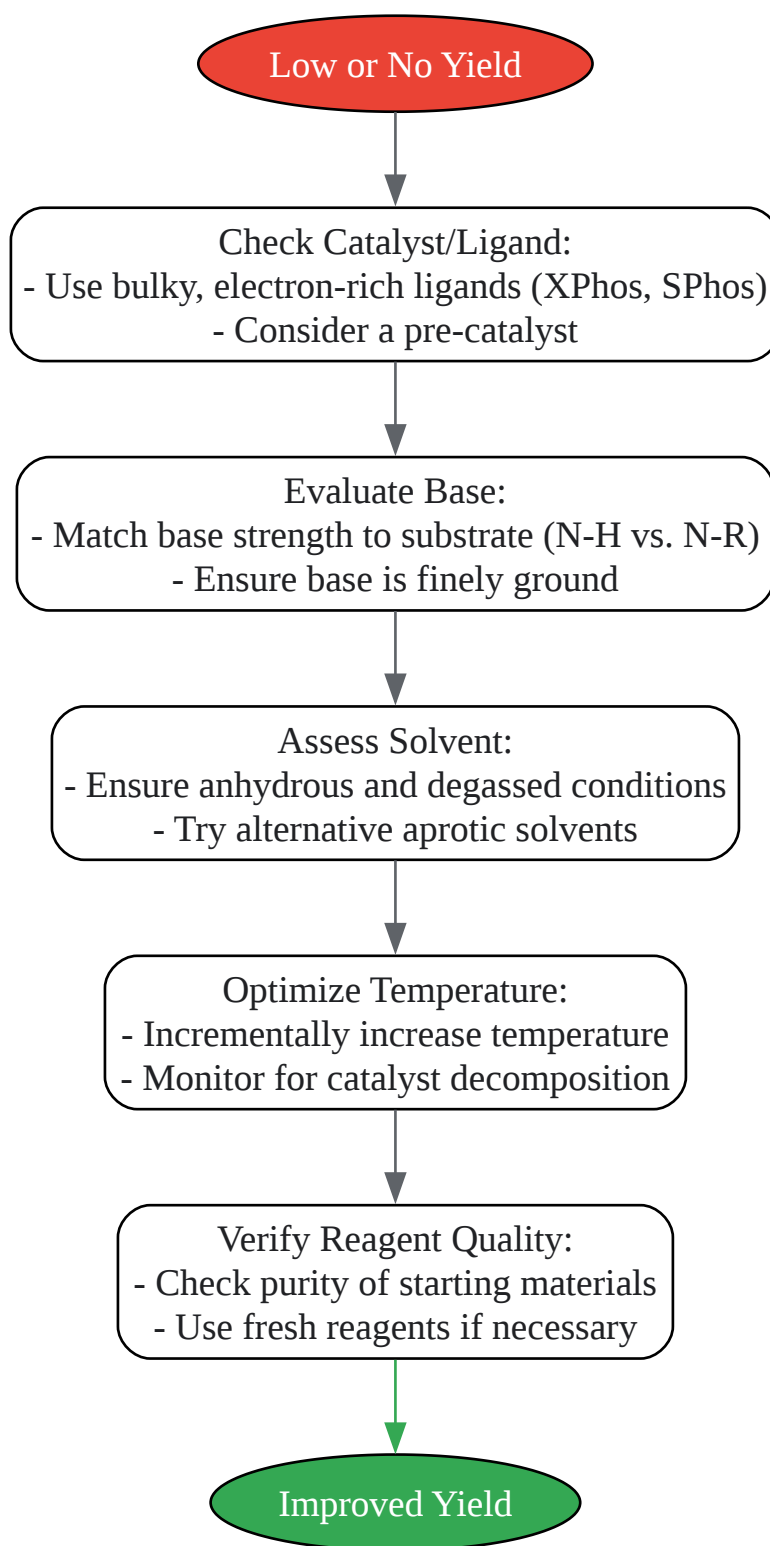 Low or No Yield
Check Catalyst/Ligand:
- Use bulky, electron-rich ligands (XPhos, SPhos)
- Consider a pre-catalyst
Evaluate Base:
- Match base strength to substrate (N-H vs. N-R)
- Ensure base is finely ground
Assess Solvent:
- Ensure anhydrous and degassed conditions
- Try alternative aprotic solvents
Optimize Temperature:
- Incrementally increase temperature
- Monitor for catalyst decomposition
Verify Reagent Quality:
- Check purity of starting materials
- Use fresh reagents if necessary
Improved Yield